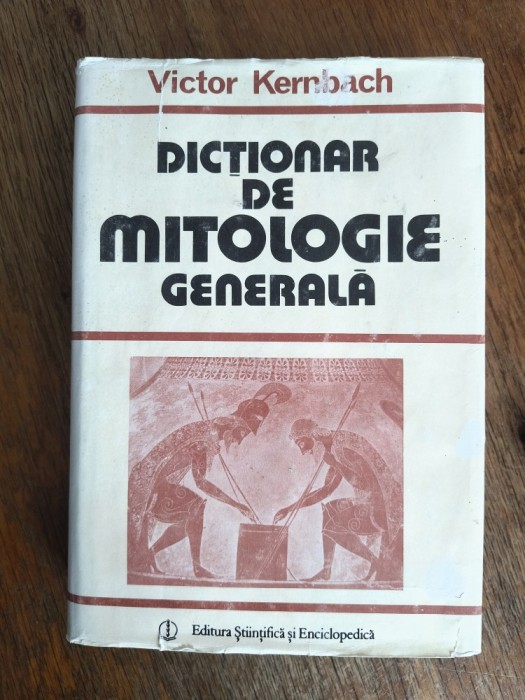 Victor Kernbach
DICȚIONAR
DE
MITOLOGIE
GENERALĂ
Editura Științifică și Enciclopedică